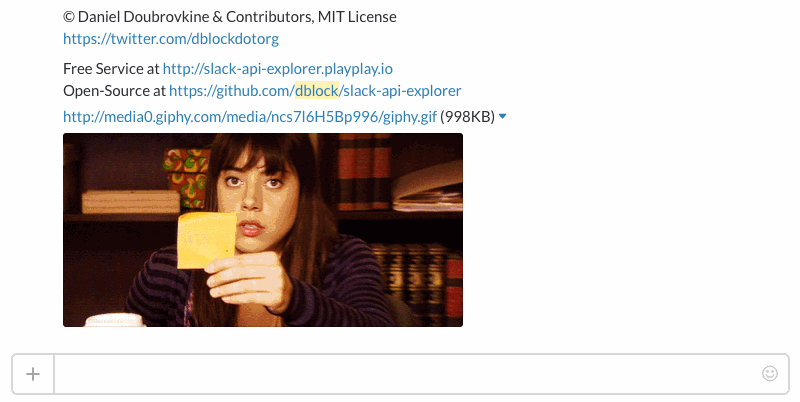 © Daniel Doubrovkine & Contributors, MIT License
https://twitter.com/dblockdotorg
Free Service at http://slack-api-explorer.playplay.io
Open-Source at https://github.com/dblock/slack-api-explorer
http://media0.giphy.com/media/ncs7l6H5Bp996/giphy.gif (998KB)